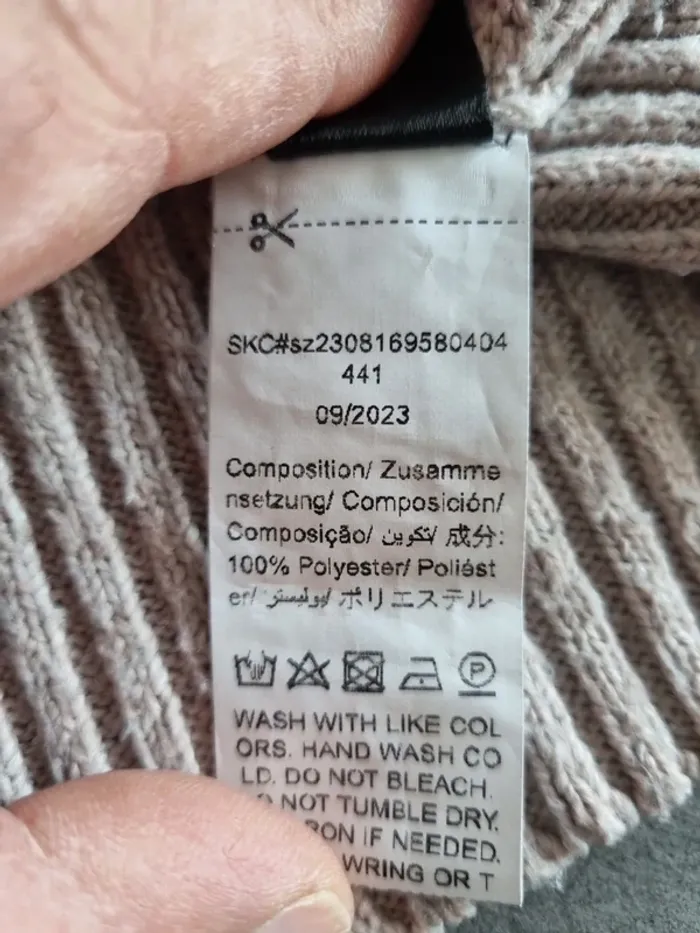 SKC#sz2308169580404
441
09/2023
Composition/ Zusamme
nsetzung/ Composición/
Composição/ تكوين/ 成分:
100% Polyester/ Poliést
er/ بوليستر/ ポリエステル
P
WASH WITH LIKE COL
ORS. HAND WASH CO
LD. DO NOT BLEACH.
NOT TUMBLE DRY.
IF NEEDED.
WRING OR T